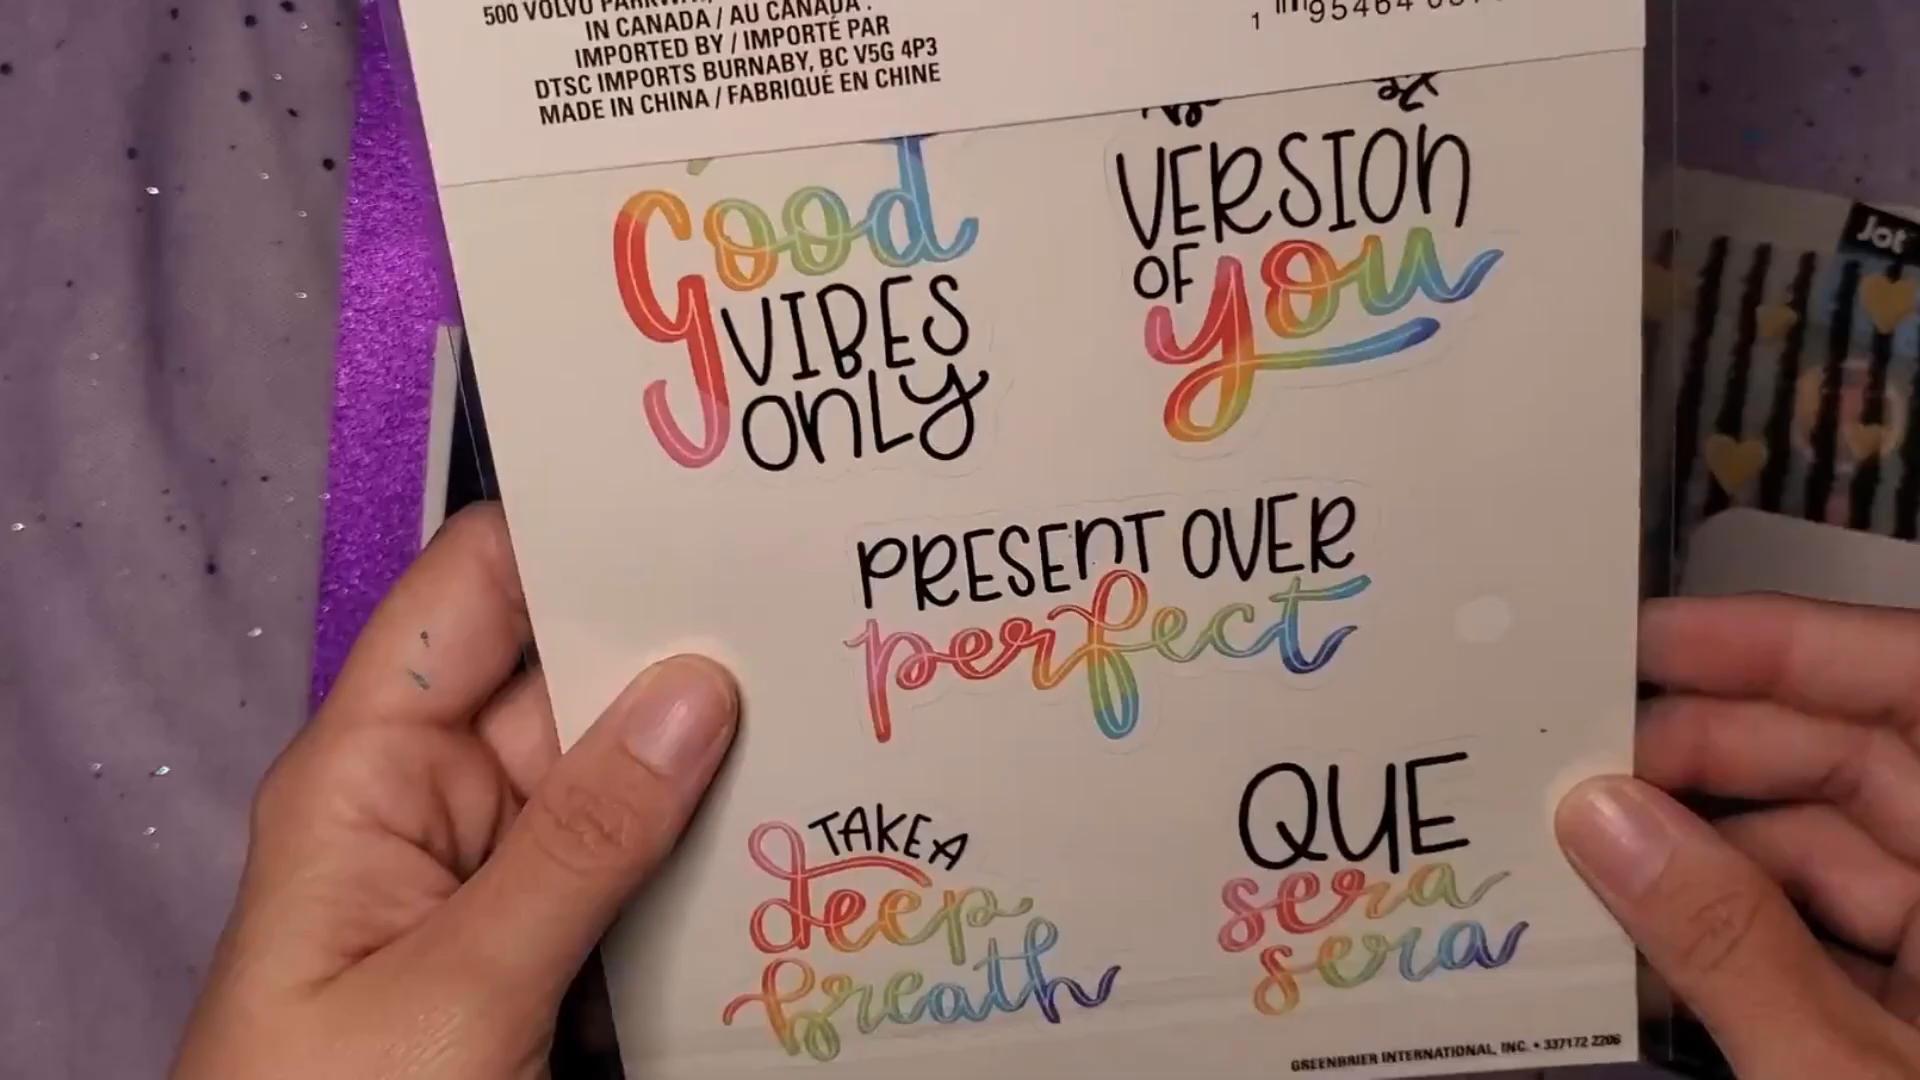 500 VOLVO
IN CANADA / AU CANADA :
IMPORTED BY / IMPORTÉ PAR
DTSC IMPORTS BURNABY, BC V5G 4P3
MADE IN CHINA / FABRIQUÉ EN CHINE
1 95464
good
VIBES
only
VERSION
OF you
PRESENT OVER
perfect
TAKE A
deep
breath
QUE
sera
sera
GREENBRIER INTERNATIONAL, INC. • 337172 2206
Jot